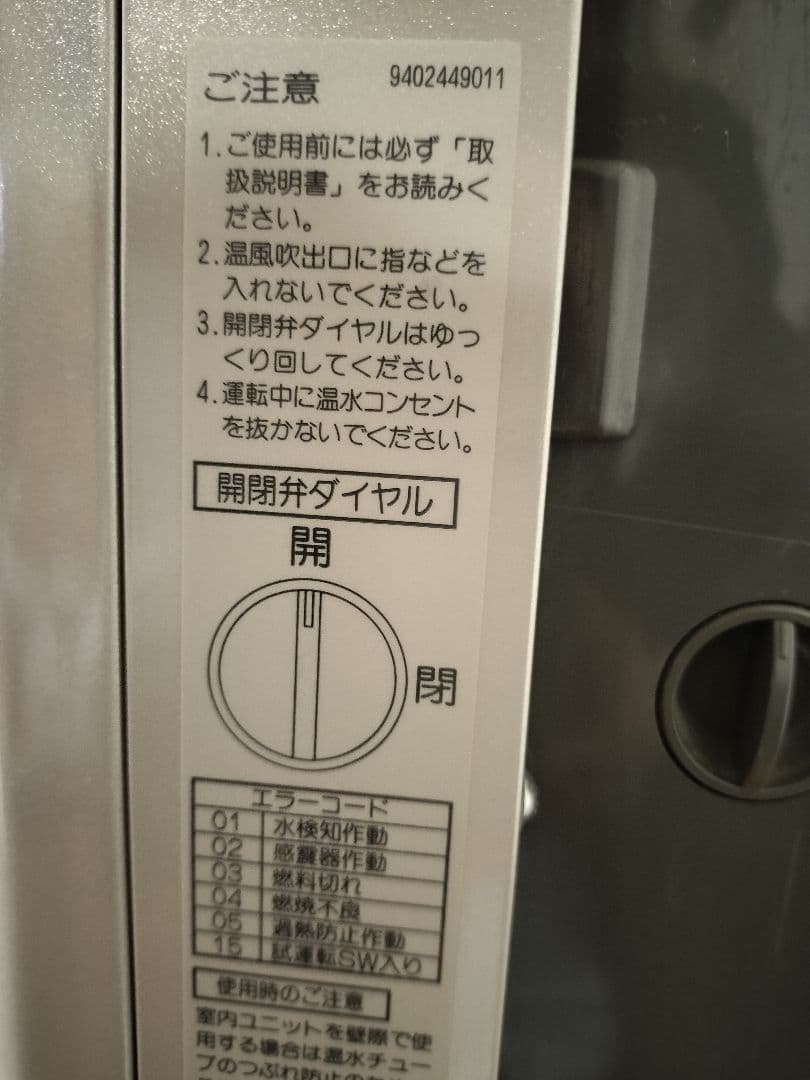 ご注意 9402449011
1.ご使用前には必ず「取
扱説明書」をお読みく
ださい。
2.温風吹出口に指などを
入れないでください。
3.開閉弁ダイヤルはゆっ
くり回してください。
4.運転中に温水コンセント
を抜かないでください。
開閉弁ダイヤル
開
閉
エラーコード
01 水検知作動
02 感震器作動
03 燃料切れ
04 燃焼不良
05 過熱防止作動
15 試運転SW入り
使用時のご注意
室内ユニットを壁際で使
用する場合は温水チュー
ブのつぶれ防止の